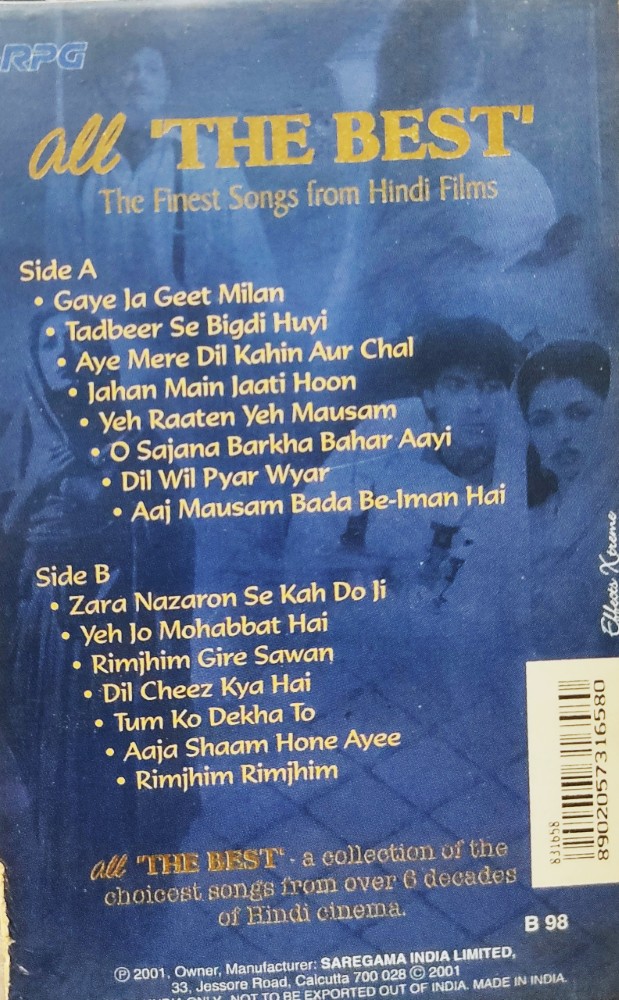 RPG
all 'THE BEST'
The Finest Songs from Hindi Films
Side A
• Gaye Ja Geet Milan
• Tadbeer Se Bigdi Huyi
• Aye Mere Dil Kahin Aur Chal
• Jahan Main Jaati Hoon
• Yeh Raaten Yeh Mausam
• O Sajana Barkha Bahar Aayi
• Dil Wil Pyar Wyar
• Aaj Mausam Bada Be-Iman Hai
Side B
• Zara Nazaron Se Kah Do Ji
• Yeh Jo Mohabbat Hai
• Rimjhim Gire Sawan
• Dil Cheez Kya Hai
• Tum Ko Dekha To
• Aaja Shaam Hone Ayee
• Rimjhim Rimjhim
Effects Xtreme
831658
8902057316580
all 'THE BEST' - a collection of the
choicest songs from over 6 decades
of Hindi cinema.
B 98
℗ 2001, Owner, Manufacturer: SAREGAMA INDIA LIMITED,
33, Jessore Road, Calcutta 700 028 © 2001
ONLY. NOT TO BE EXPORTED OUT OF INDIA. MADE IN INDIA.